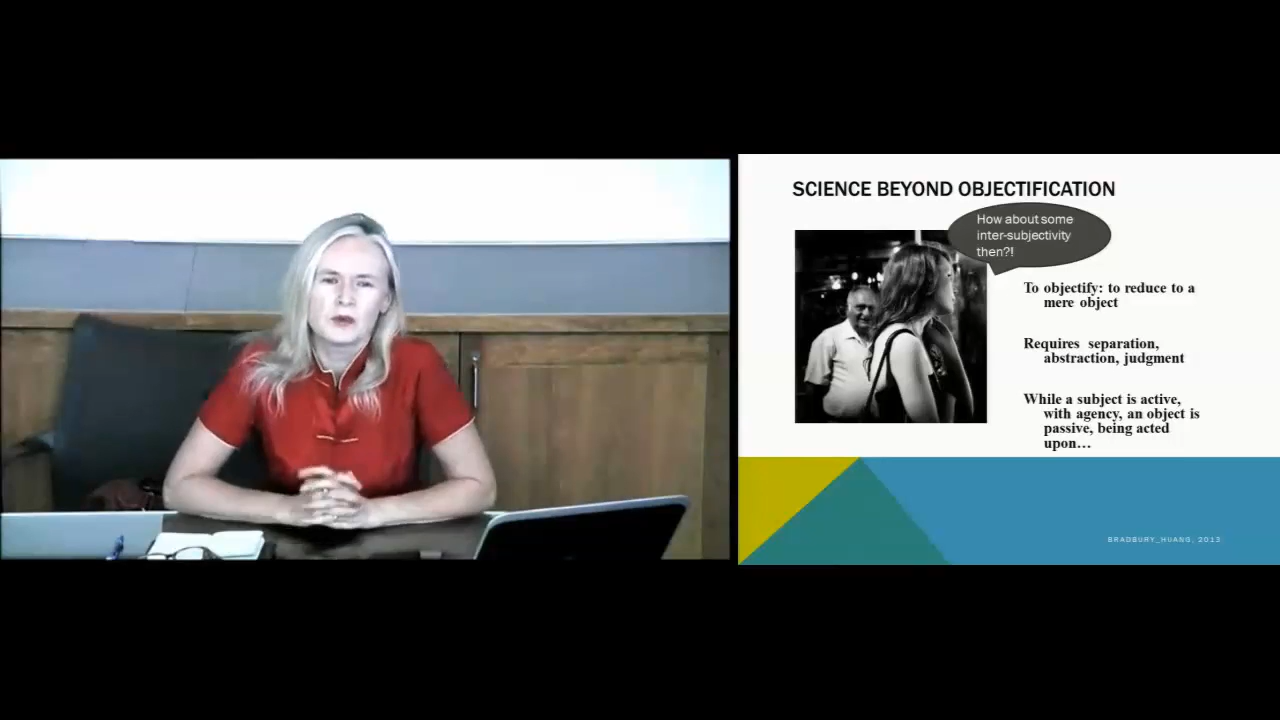 SCIENCE BEYOND OBJECTIFICATION
How about some
inter-subjectivity
then?!
To objectify: to reduce to a
mere object
Requires separation,
abstraction, judgment
While a subject is active,
with agency, an object is
passive, being acted
upon...
BRADBURY_HUANG, 2013